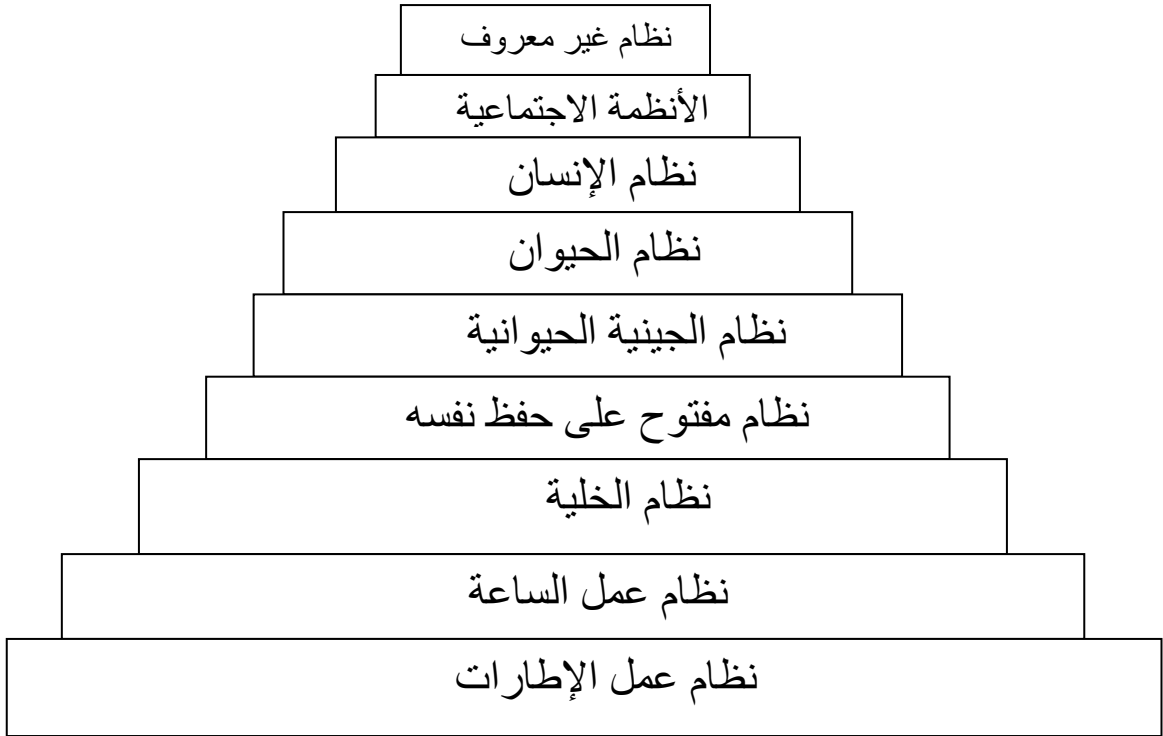 نظام غير معروف
الأنظمة الاجتماعية
نظام الإنسان
نظام الحيوان
نظام الجينية الحيوانية
نظام مفتوح على حفظ نفسه
نظام الخلية
نظام عمل الساعة
نظام عمل الإطارات